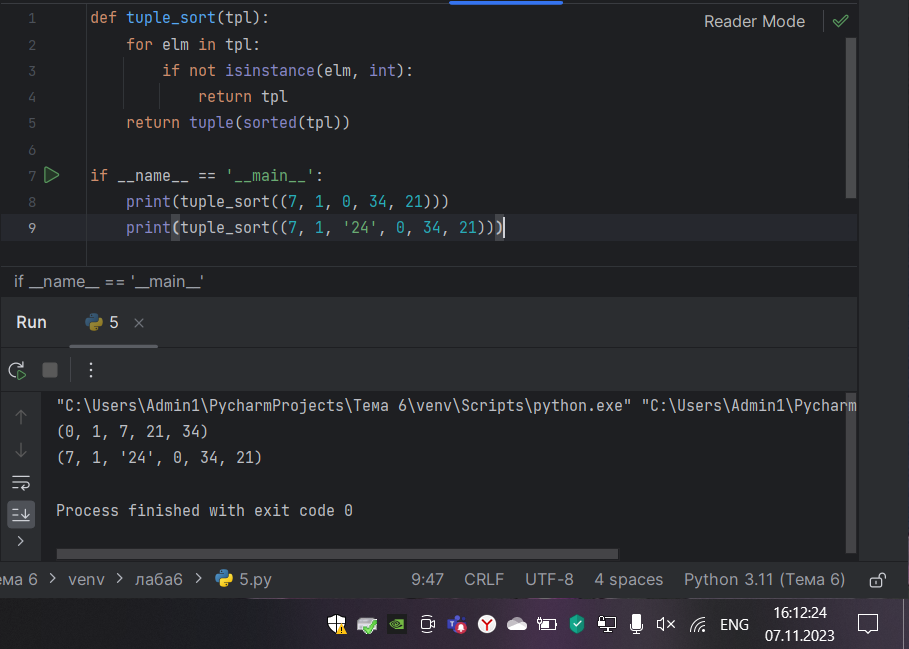 1 def tuple_sort(tpl):
Reader Mode
2     for elm in tpl:
3         if not isinstance(elm, int):
4             return tpl
5     return tuple(sorted(tpl))
6
7 if __name__ == '__main__':
8     print(tuple_sort((7, 1, 0, 34, 21)))
9     print(tuple_sort((7, 1, '24', 0, 34, 21)))
if __name__ == '__main__'
Run 5
"C:\Users\Admin1\PycharmProjects\Тема 6\venv\Scripts\python.exe" "C:\Users\Admin1\Pycharm
(0, 1, 7, 21, 34)
(7, 1, '24', 0, 34, 21)
Process finished with exit code 0
ема 6 > venv > лаба6 > 5.py 9:47 CRLF UTF-8 4 spaces Python 3.11 (Тема 6)
16:12:24
ENG
07.11.2023